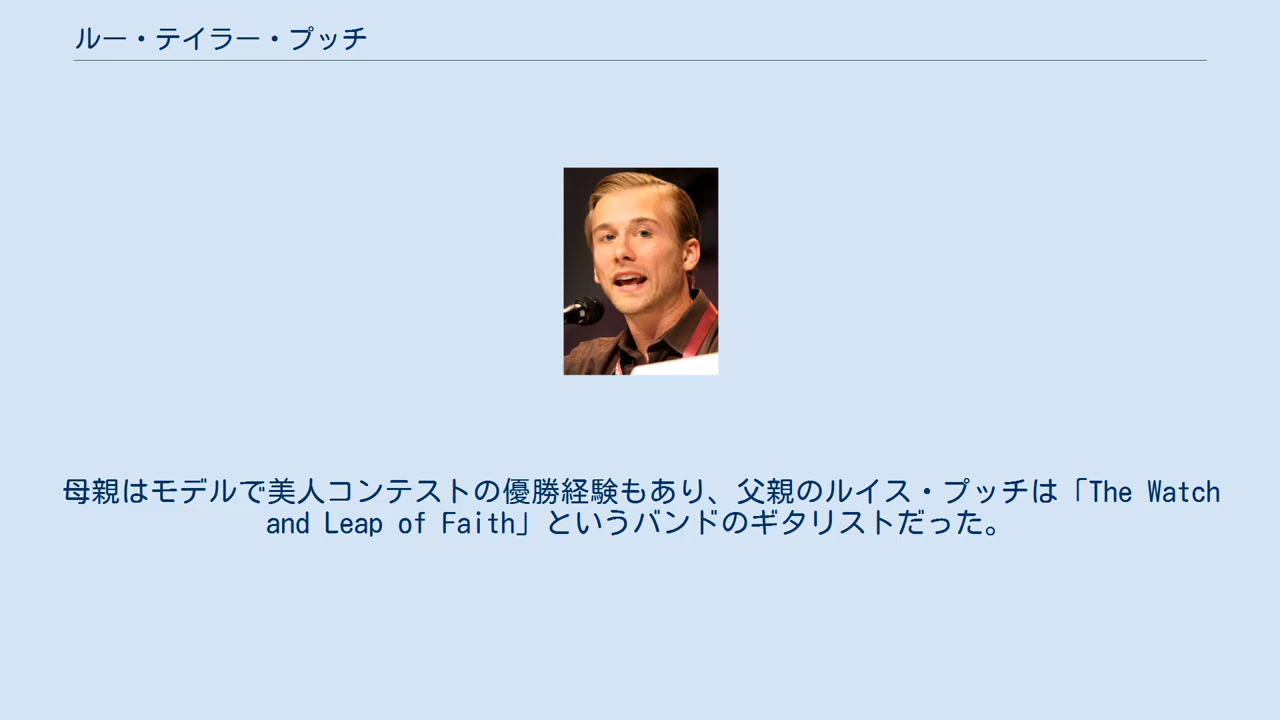 ルー・テイラー・プッチ
母親はモデルで美人コンテストの優勝経験もあり、父親のルイス・プッチは「The Watch
and Leap of Faith」というバンドのギタリストだった。